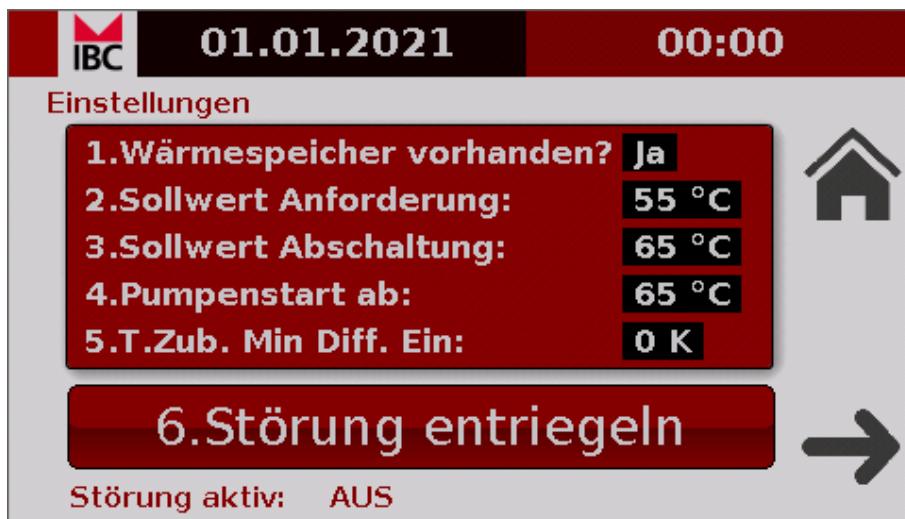 IBC 01.01.2021 00:00
Einstellungen
1.Wärmespeicher vorhanden? Ja
2.Sollwert Anforderung: 55 °C
3.Sollwert Abschaltung: 65 °C
4.Pumpenstart ab: 65 °C
5.T.Zub. Min Diff. Ein: 0 K
6.Störung entriegeln
Störung aktiv: AUS